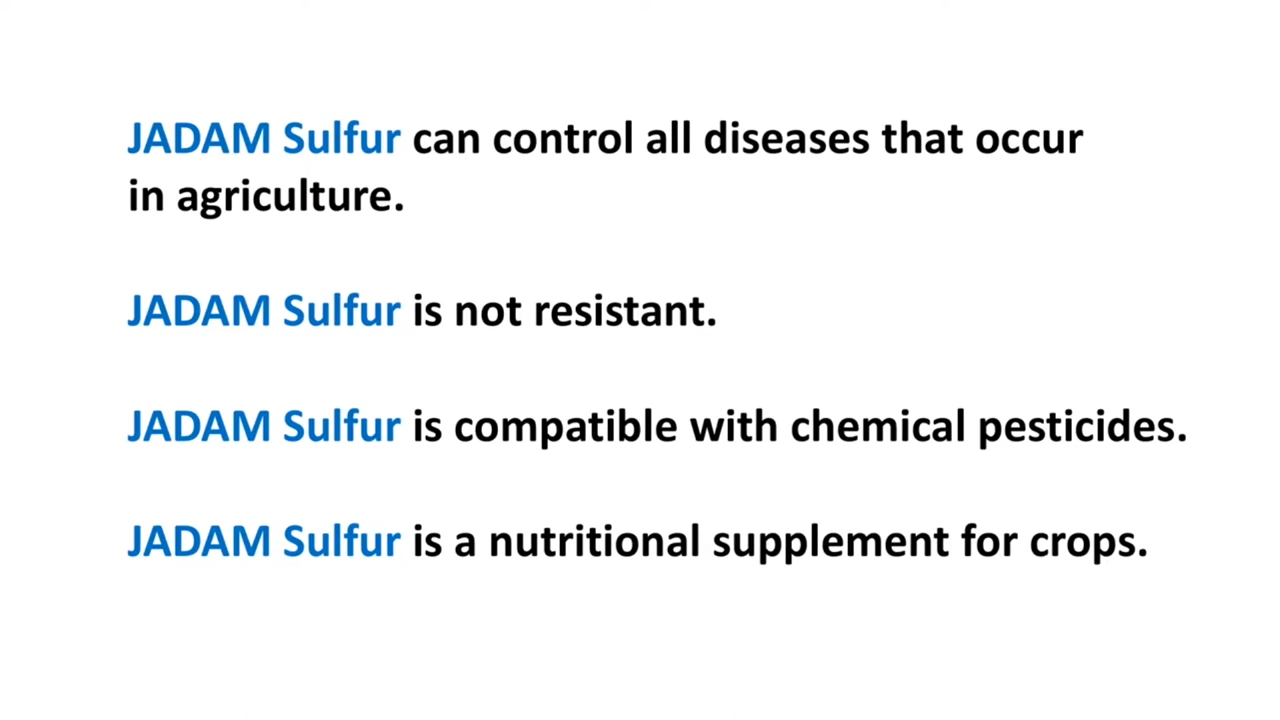 JADAM Sulfur can control all diseases that occur
in agriculture.
JADAM Sulfur is not resistant.
JADAM Sulfur is compatible with chemical pesticides.
JADAM Sulfur is a nutritional supplement for crops.